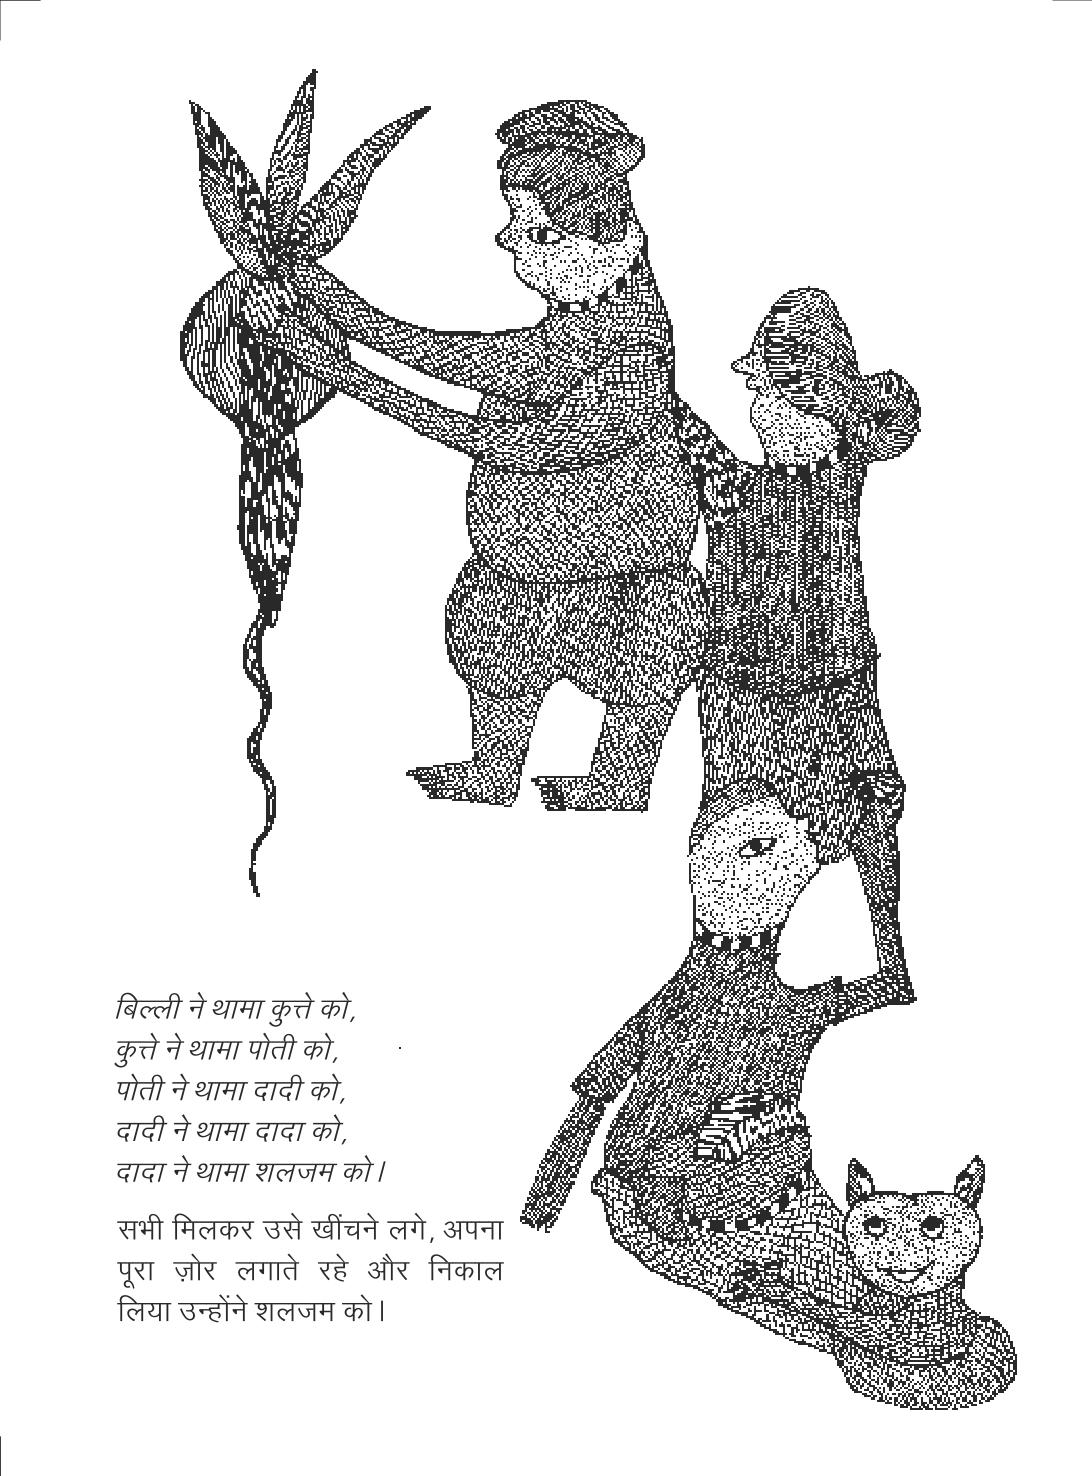 बिल्ली ने थामा कुत्ते को,
कुत्ते ने थामा पोती को,
पोती ने थामा दादी को,
दादी ने थामा दादा को,
दादा ने थामा शलजम को।
सभी मिलकर उसे खींचने लगे, अपना
पूरा ज़ोर लगाते रहे और निकाल
लिया उन्होंने शलजम को।